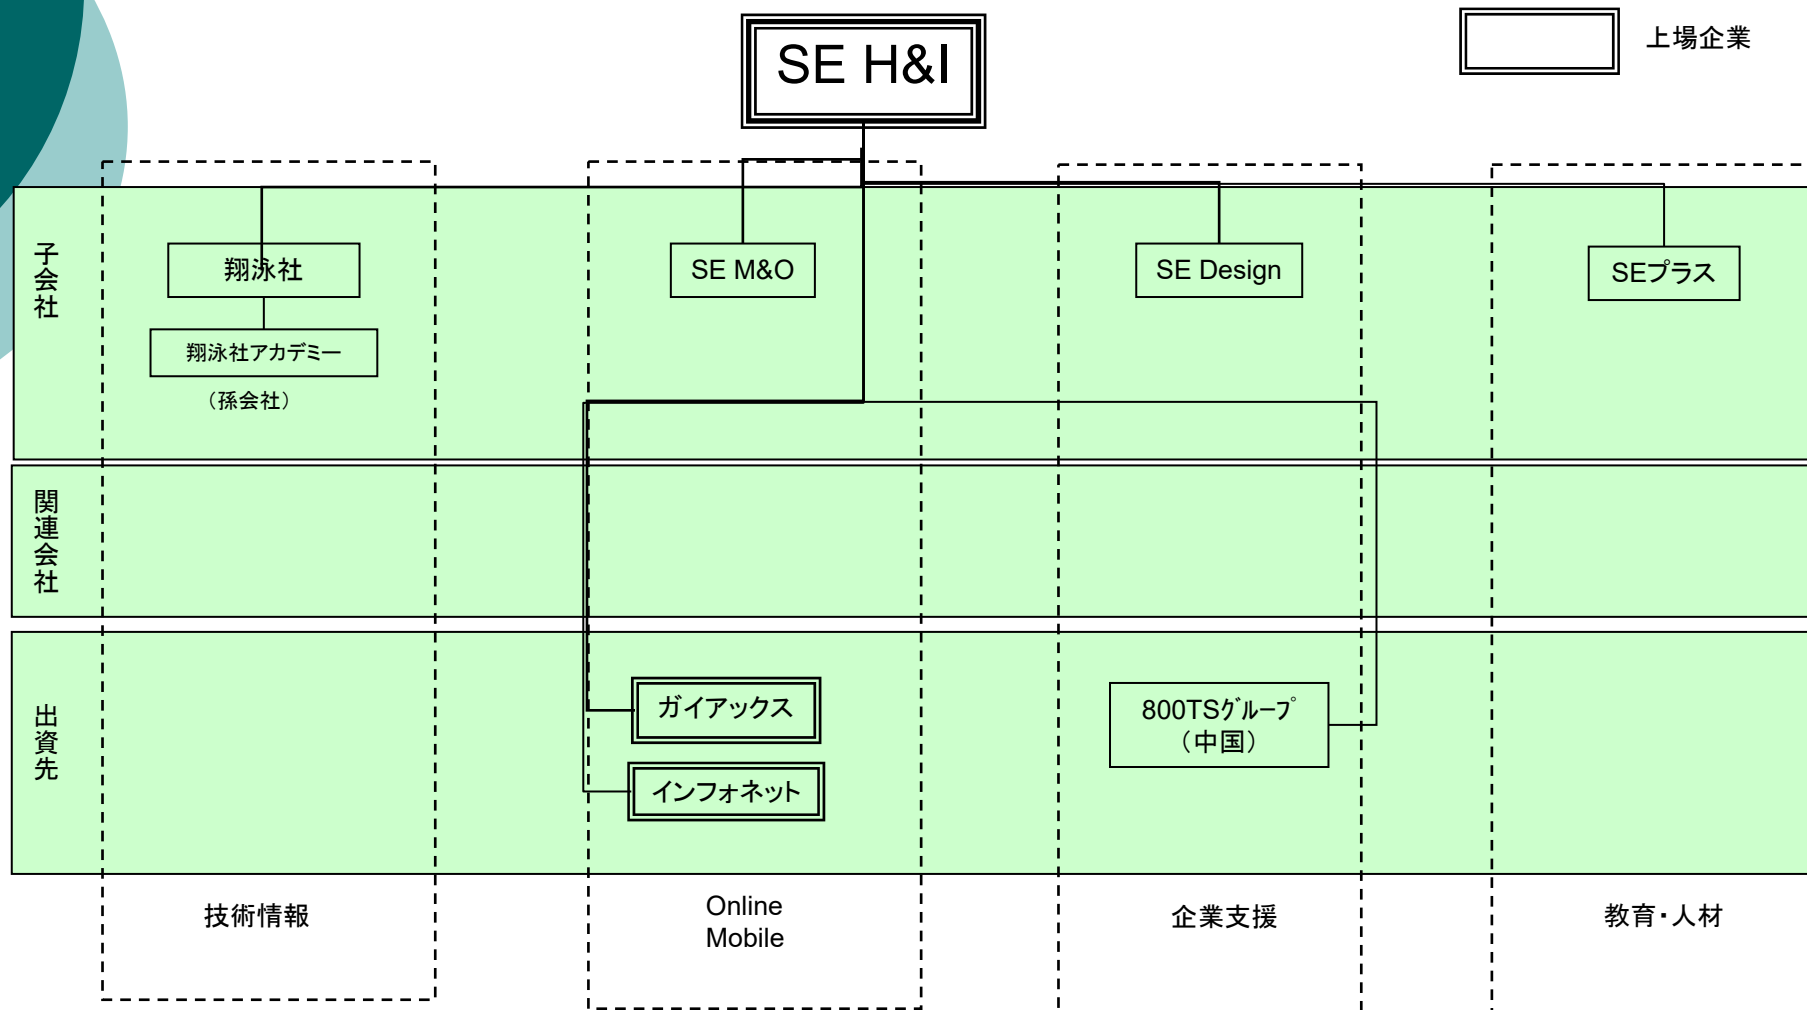 SE H&I
上場企業
子会社
翔泳社
SE M&O
SE Design
SEプラス
翔泳社アカデミー
（孫会社）
関連会社
出資先
ガイアックス
800TSｸﾞﾙｰﾌﾟ
（中国）
インフォネット
技術情報
Online
Mobile
企業支援
教育・人材